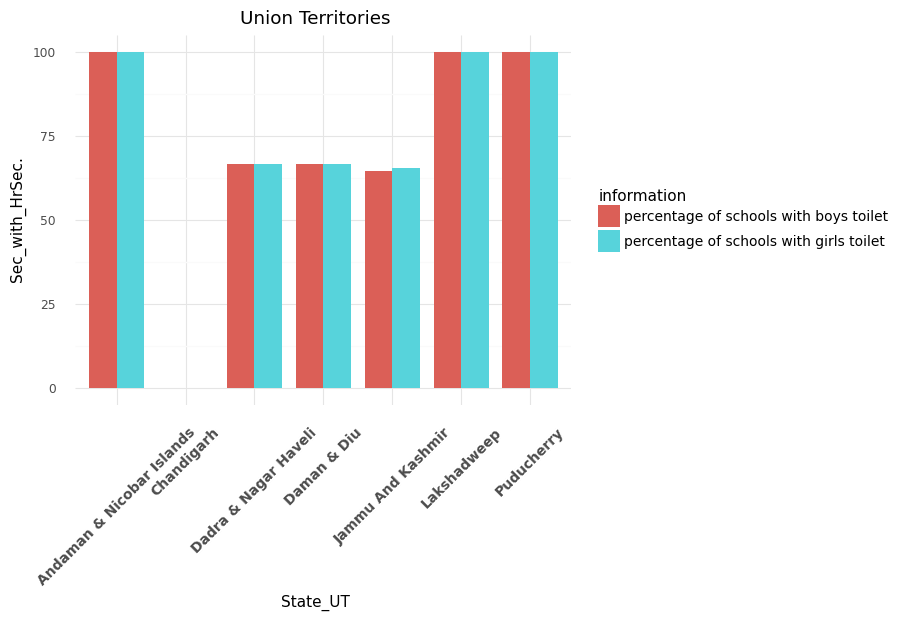 Union Territories
100
75
50
25
0
Sec_with_HrSec.
Andaman & Nicobar Islands
Chandigarh
Dadra & Nagar Haveli
Daman & Diu
Jammu And Kashmir
Lakshadweep
Puducherry
State_UT
information
percentage of schools with boys toilet
percentage of schools with girls toilet